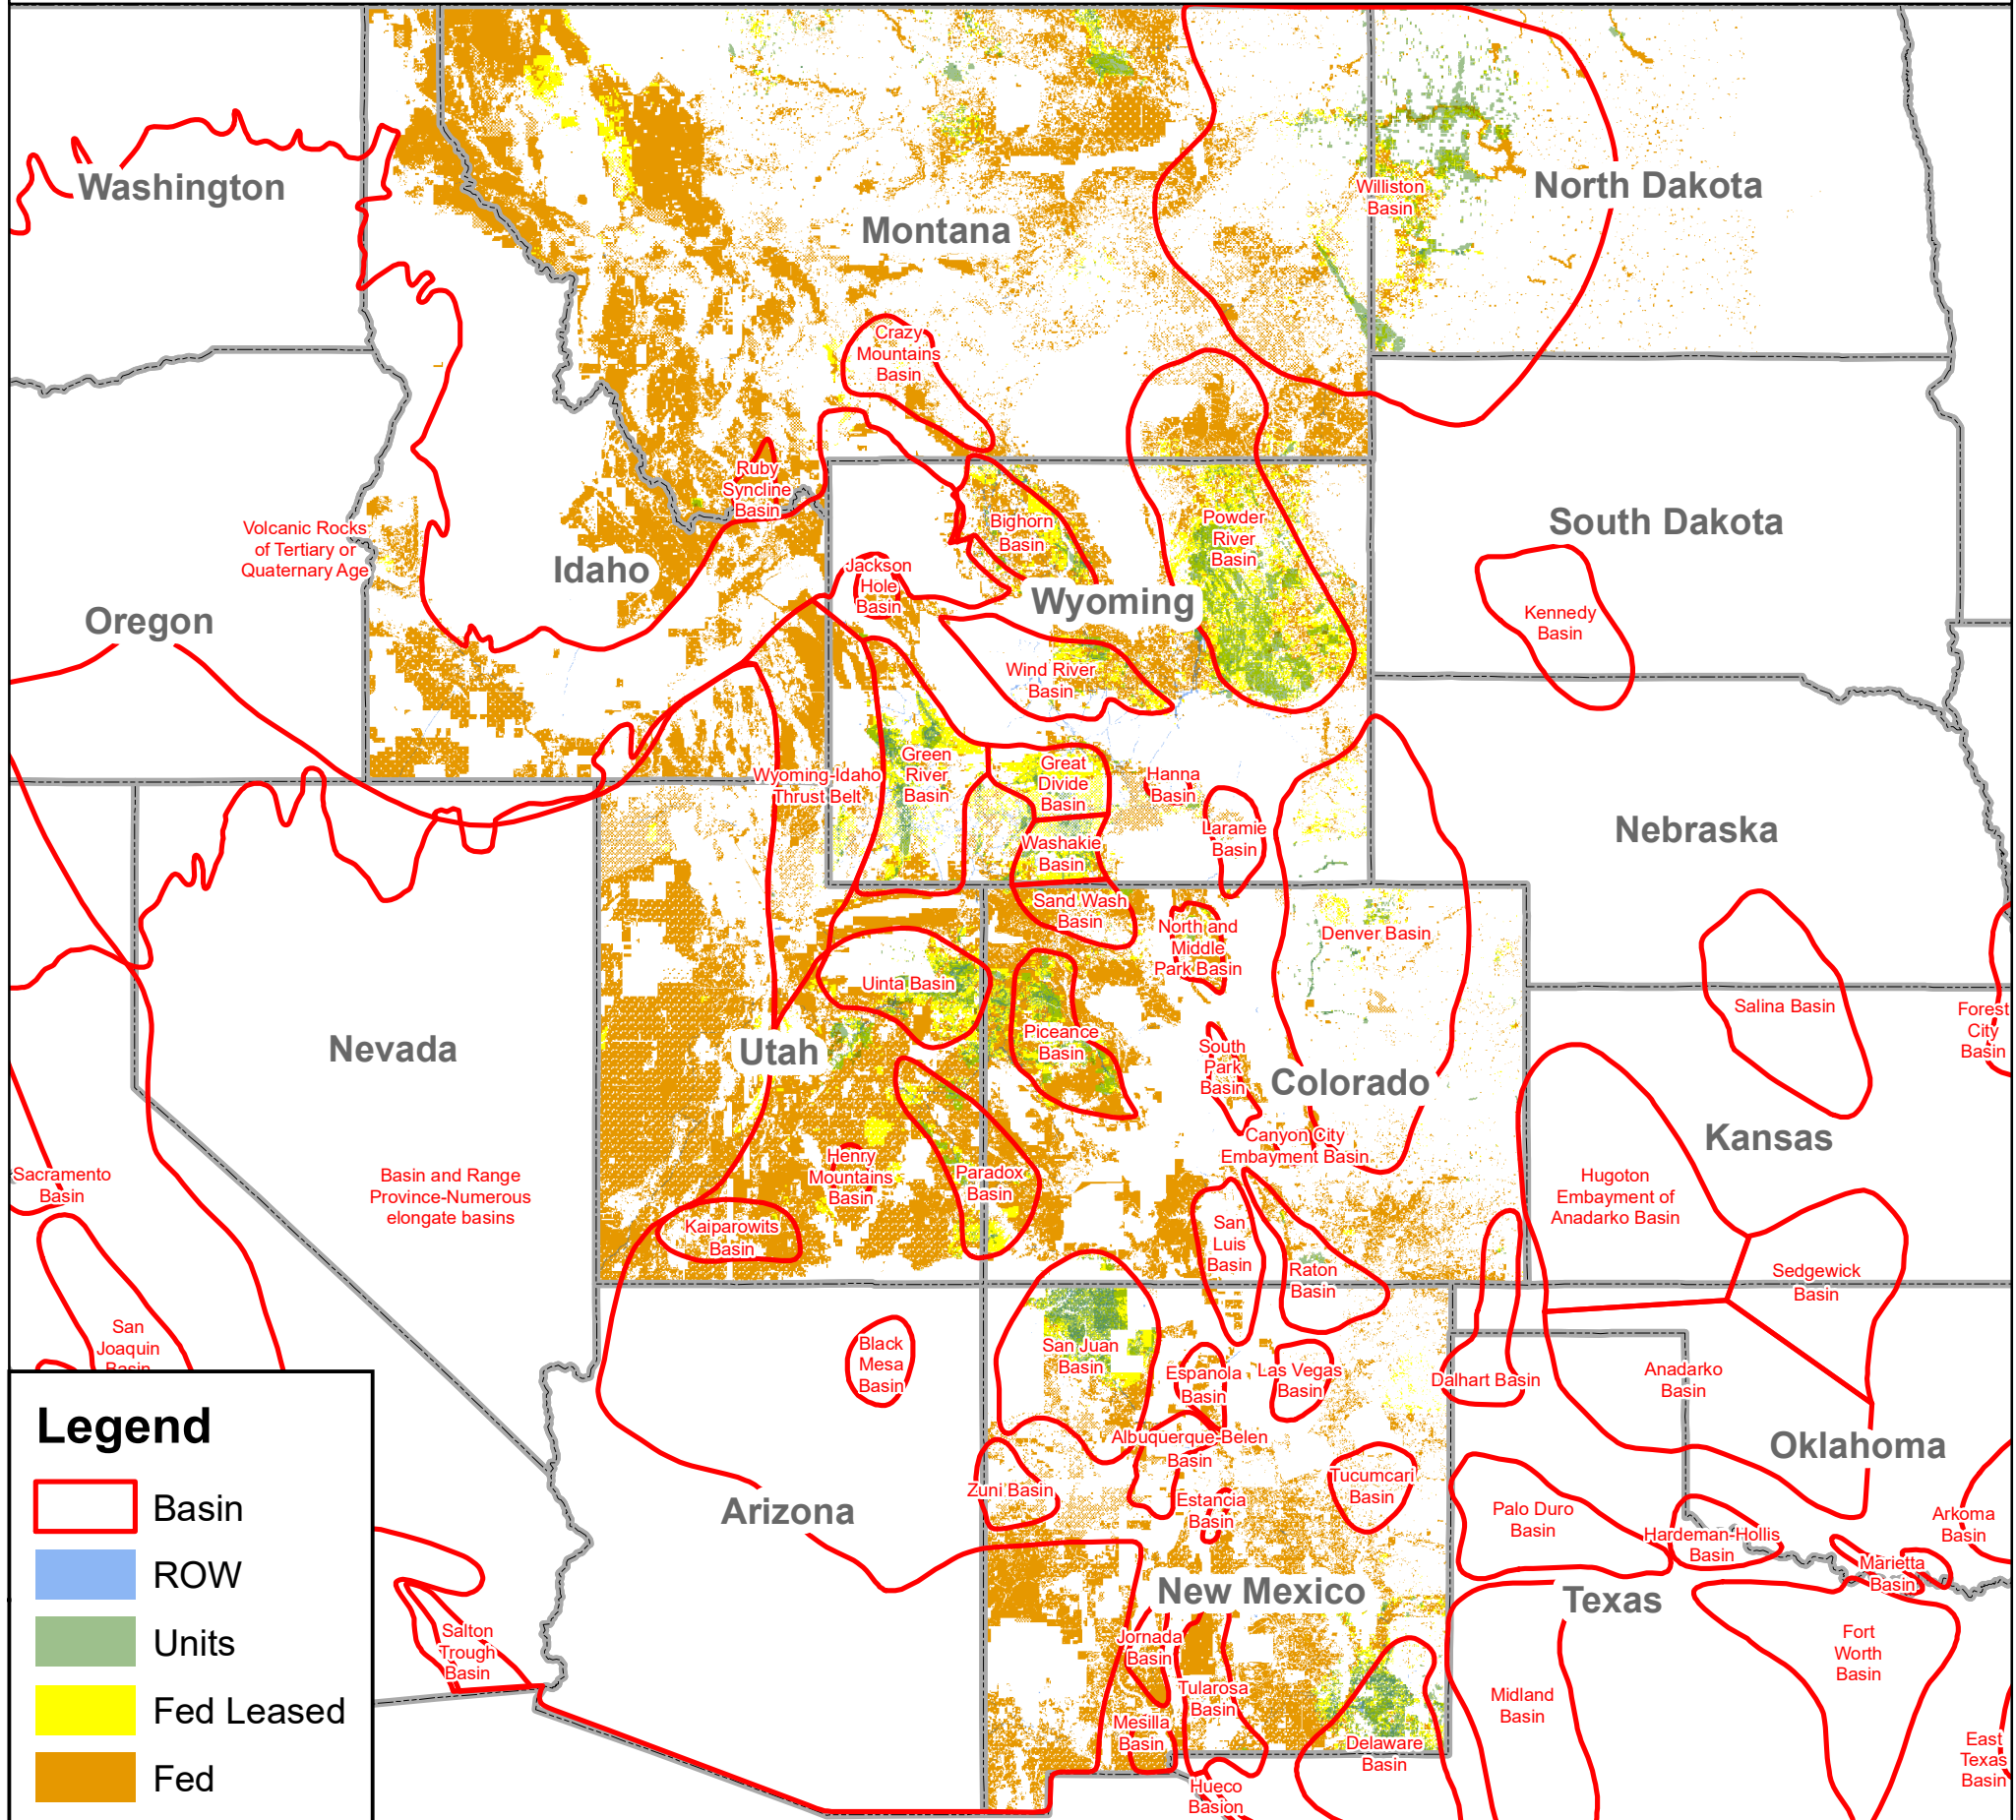 Washington
Montana
North Dakota
Williston
Basin
Crazy
Mountains
Basin
Ruby
Syncline
Basin
Volcanic Rocks
of Tertiary or
Quaternary Age
Idaho
Oregon
Bighorn
Basin
Powder
River
Basin
Jackson
Hole
Basin
Wyoming
South Dakota
Kennedy
Basin
Wind River
Basin
Wyoming-Idaho
Thrust Belt
Green
River
Basin
Great
Divide
Basin
Hanna
Basin
Washakie
Basin
Laramie
Basin
Nebraska
Sand Wash
Basin
North and
Middle
Park Basin
Denver Basin
Uinta Basin
Piceance
Basin
South
Park
Basin
Salina Basin
Forest
City
Basin
Nevada
Utah
Colorado
Kansas
Canyon City
Embayment Basin
Sacramento
Basin
Basin and Range
Province-Numerous
elongate basins
Henry
Mountains
Basin
Paradox
Basin
Kaiparowits
Basin
San
Luis
Basin
Raton
Basin
Hugoton
Embayment of
Anadarko Basin
Sedgewick
Basin
San
Joaquin
Basin
Black
Mesa
Basin
San Juan
Basin
Espanola
Basin
Las Vegas
Basin
Dalhart Basin
Anadarko
Basin
Oklahoma
Albuquerque-Belen
Basin
Zuni Basin
Estancia
Basin
Tucumcari
Basin
Palo Duro
Basin
Hardeman-Hollis
Basin
Arkoma
Basin
Marietta
Basin
Arizona
New Mexico
Texas
Salton
Trough
Basin
Jornada
Basin
Tularosa
Basin
Mesilla
Basin
Delaware
Basin
Hueco
Basion
Midland
Basin
Fort
Worth
Basin
East
Texas
Basin
Legend
Basin
ROW
Units
Fed Leased
Fed